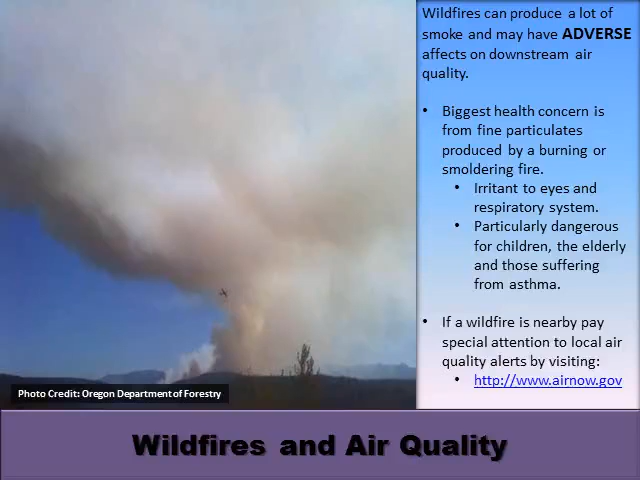 Wildfires can produce a lot of
smoke and may have ADVERSE
affects on downstream air
quality.
• Biggest health concern is
from fine particulates
produced by a burning or
smoldering fire.
• Irritant to eyes and
respiratory system.
• Particularly dangerous
for children, the elderly
and those suffering
from asthma.
• If a wildfire is nearby pay
special attention to local air
quality alerts by visiting:
• http://www.airnow.gov
Photo Credit: Oregon Department of Forestry
Wildfires and Air Quality